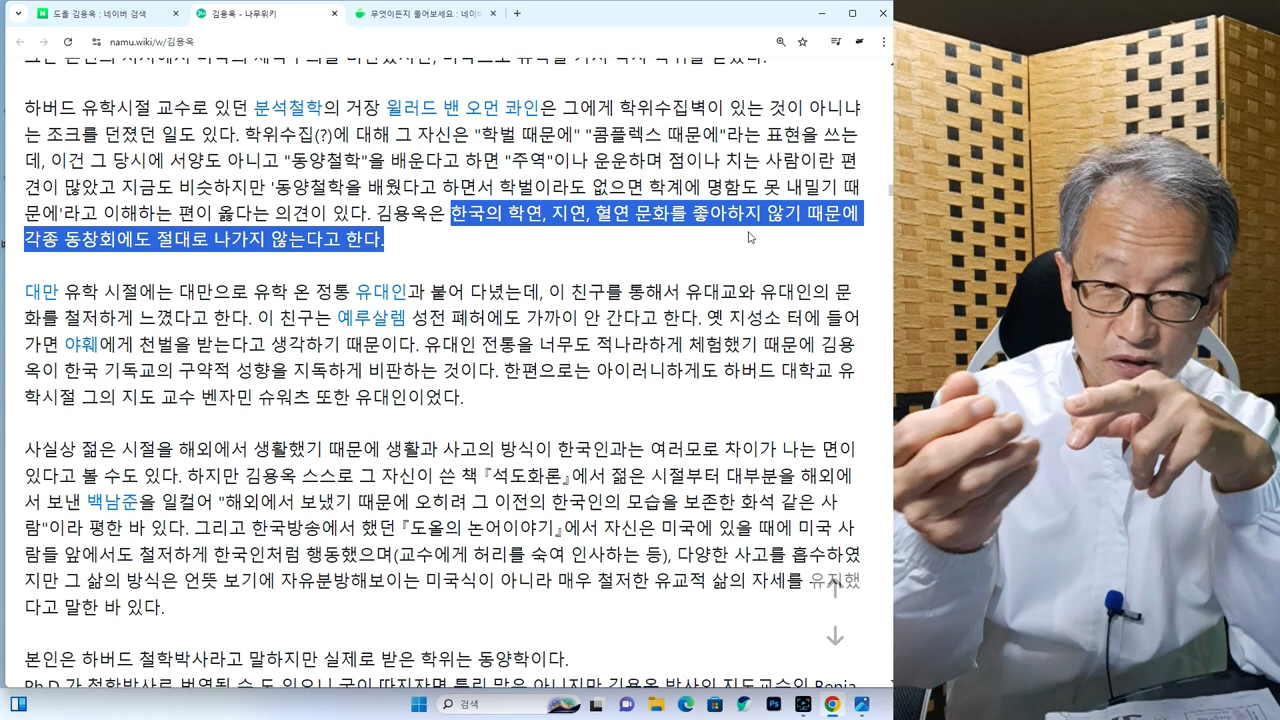 도올 김용옥 : 네이버 검색
김용옥 - 나무위키
무엇이든지 물어보세요 : 네이버
namu.wiki/w/김용옥
하버드 유학시절 교수로 있던 분석철학의 거장 윌러드 밴 오먼 콰인은 그에게 학위수집벽이 있는 것이 아니냐
는 조크를 던졌던 일도 있다. 학위수집(?)에 대해 그 자신은 "학벌 때문에" "콤플렉스 때문에"라는 표현을 쓰는
데, 이건 그 당시에 서양도 아니고 "동양철학"을 배운다고 하면 "주역"이나 운운하며 점이나 치는 사람이란 편
견이 많았고 지금도 비슷하지만 '동양철학을 배웠다고 하면서 학벌이라도 없으면 학계에 명함도 못 내밀기 때
문에'라고 이해하는 편이 옳다는 의견이 있다. 김용옥은 한국의 학연, 지연, 혈연 문화를 좋아하지 않기 때문에
각종 동창회에도 절대로 나가지 않는다고 한다.
대만 유학 시절에는 대만으로 유학 온 정통 유대인과 붙어 다녔는데, 이 친구를 통해서 유대교와 유대인의 문
화를 철저하게 느꼈다고 한다. 이 친구는 예루살렘 성전 폐허에도 가까이 안 간다고 한다. 옛 지성소 터에 들어
가면 야훼에게 천벌을 받는다고 생각하기 때문이다. 유대인 전통을 너무도 적나라하게 체험했기 때문에 김용
옥이 한국 기독교의 구약적 성향을 지독하게 비판하는 것이다. 한편으로는 아이러니하게도 하버드 대학교 유
학시절 그의 지도 교수 벤자민 슈워츠 또한 유대인이었다.
사실상 젊은 시절을 해외에서 생활했기 때문에 생활과 사고의 방식이 한국인과는 여러모로 차이가 나는 면이
있다고 볼 수도 있다. 하지만 김용옥 스스로 그 자신이 쓴 책 『석도화론』에서 젊은 시절부터 대부분을 해외에
서 보낸 백남준을 일컬어 "해외에서 보냈기 때문에 오히려 그 이전의 한국인의 모습을 보존한 화석 같은 사
람"이라 평한 바 있다. 그리고 한국방송에서 했던 『도올의 논어이야기』에서 자신은 미국에 있을 때에 미국 사
람들 앞에서도 철저하게 한국인처럼 행동했으며(교수에게 허리를 숙여 인사하는 등), 다양한 사고를 흡수하였
지만 그 삶의 방식은 언뜻 보기에 자유분방해보이는 미국식이 아니라 매우 철저한 유교적 삶의 자세를 유지했
다고 말한 바 있다.
본인은 하버드 철학박사라고 말하지만 실제로 받은 학위는 동양학이다.
검색